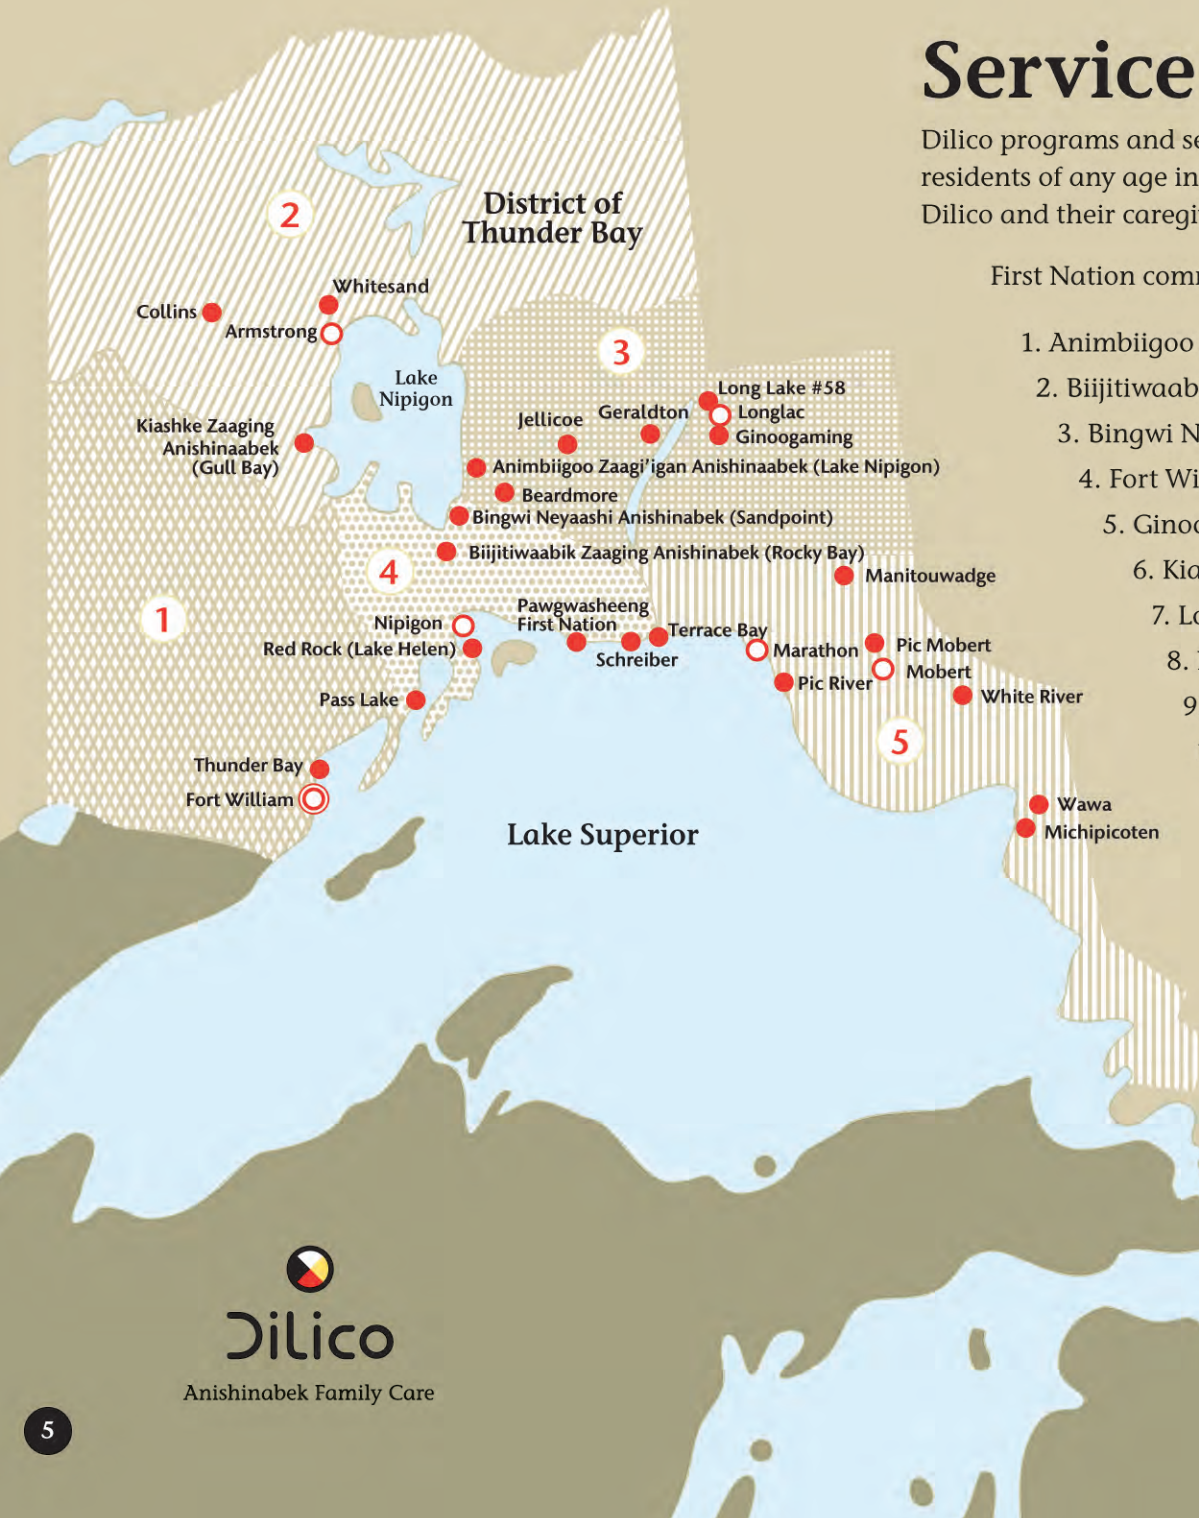 Service
Dilico programs and se
residents of any age in
Dilico and their caregi
First Nation comm
1. Animbiigoo
2. Biijitiwaab
3. Bingwi N
4. Fort Wi
5. Ginoo
6. Kia
7. Lo
8.
9
District of
Thunder Bay
2
Whitesand
Collins
Armstrong
3
Lake
Nipigon
Long Lake #58
Longlac
Geraldton
Jellicoe
Ginoogaming
Kiashke Zaaging
Anishinaabek
(Gull Bay)
Animbiigoo Zaagi'igan Anishinaabek (Lake Nipigon)
Beardmore
Bingwi Neyaashi Anishinabek (Sandpoint)
Biijitiwaabik Zaaging Anishinabek (Rocky Bay)
4
Manitouwadge
1
Pawgwasheeng
First Nation
Nipigon
Terrace Bay
Red Rock (Lake Helen)
Schreiber
Marathon
Pic Mobert
Mobert
Pic River
White River
Pass Lake
5
Thunder Bay
Fort William
Wawa
Michipicoten
Lake Superior
Dilico
Anishinabek Family Care
5